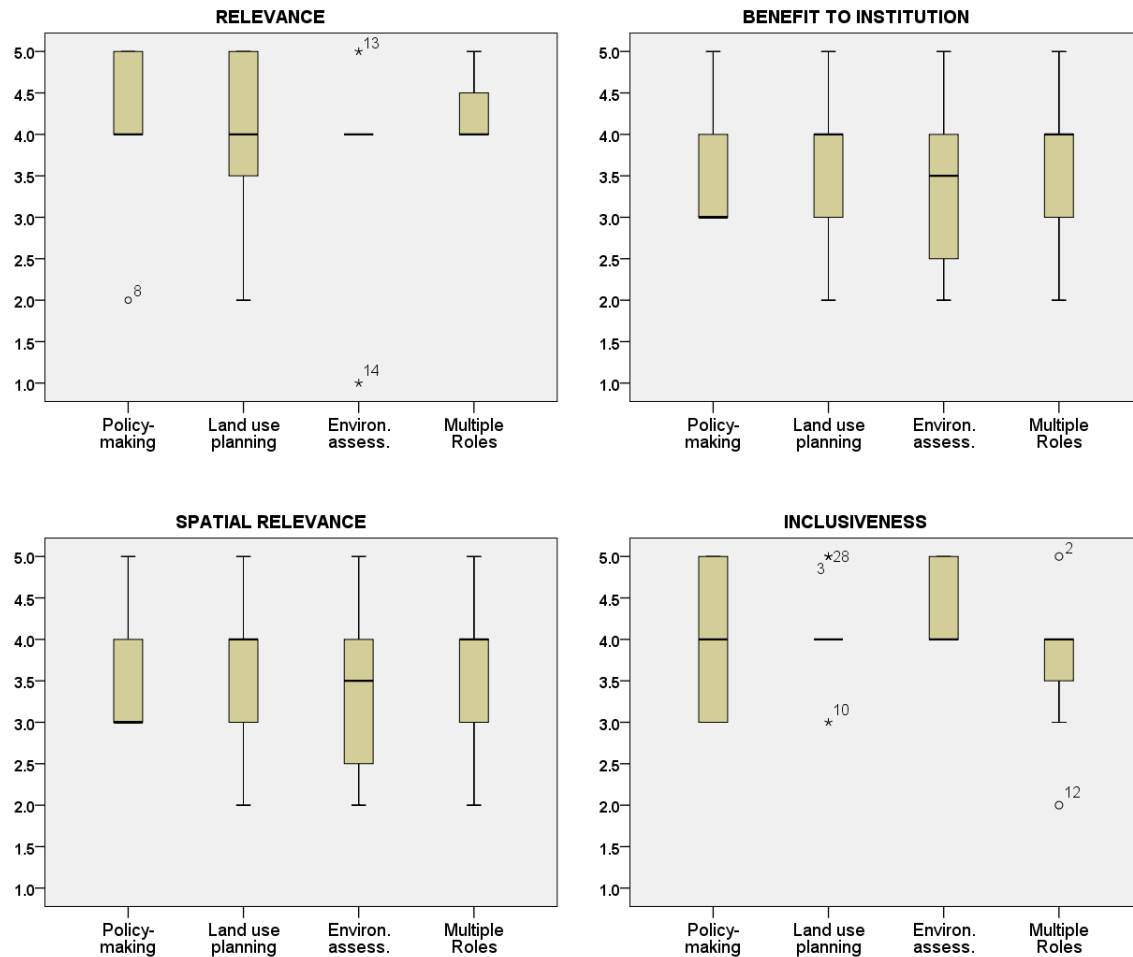 RELEVANCE
5.0
4.5
4.0
3.5
3.0
2.5
2.0
1.5
1.0
13
8
14
Policy-
making
Land use
planning
Environ.
assess.
Multiple
Roles
BENEFIT TO INSTITUTION
5.0
4.5
4.0
3.5
3.0
2.5
2.0
1.5
1.0
Policy-
making
Land use
planning
Environ.
assess.
Multiple
Roles
SPATIAL RELEVANCE
5.0
4.5
4.0
3.5
3.0
2.5
2.0
1.5
1.0
Policy-
making
Land use
planning
Environ.
assess.
Multiple
Roles
INCLUSIVENESS
5.0
4.5
4.0
3.5
3.0
2.5
2.0
1.5
1.0
28
3
2
10
12
Policy-
making
Land use
planning
Environ.
assess.
Multiple
Roles